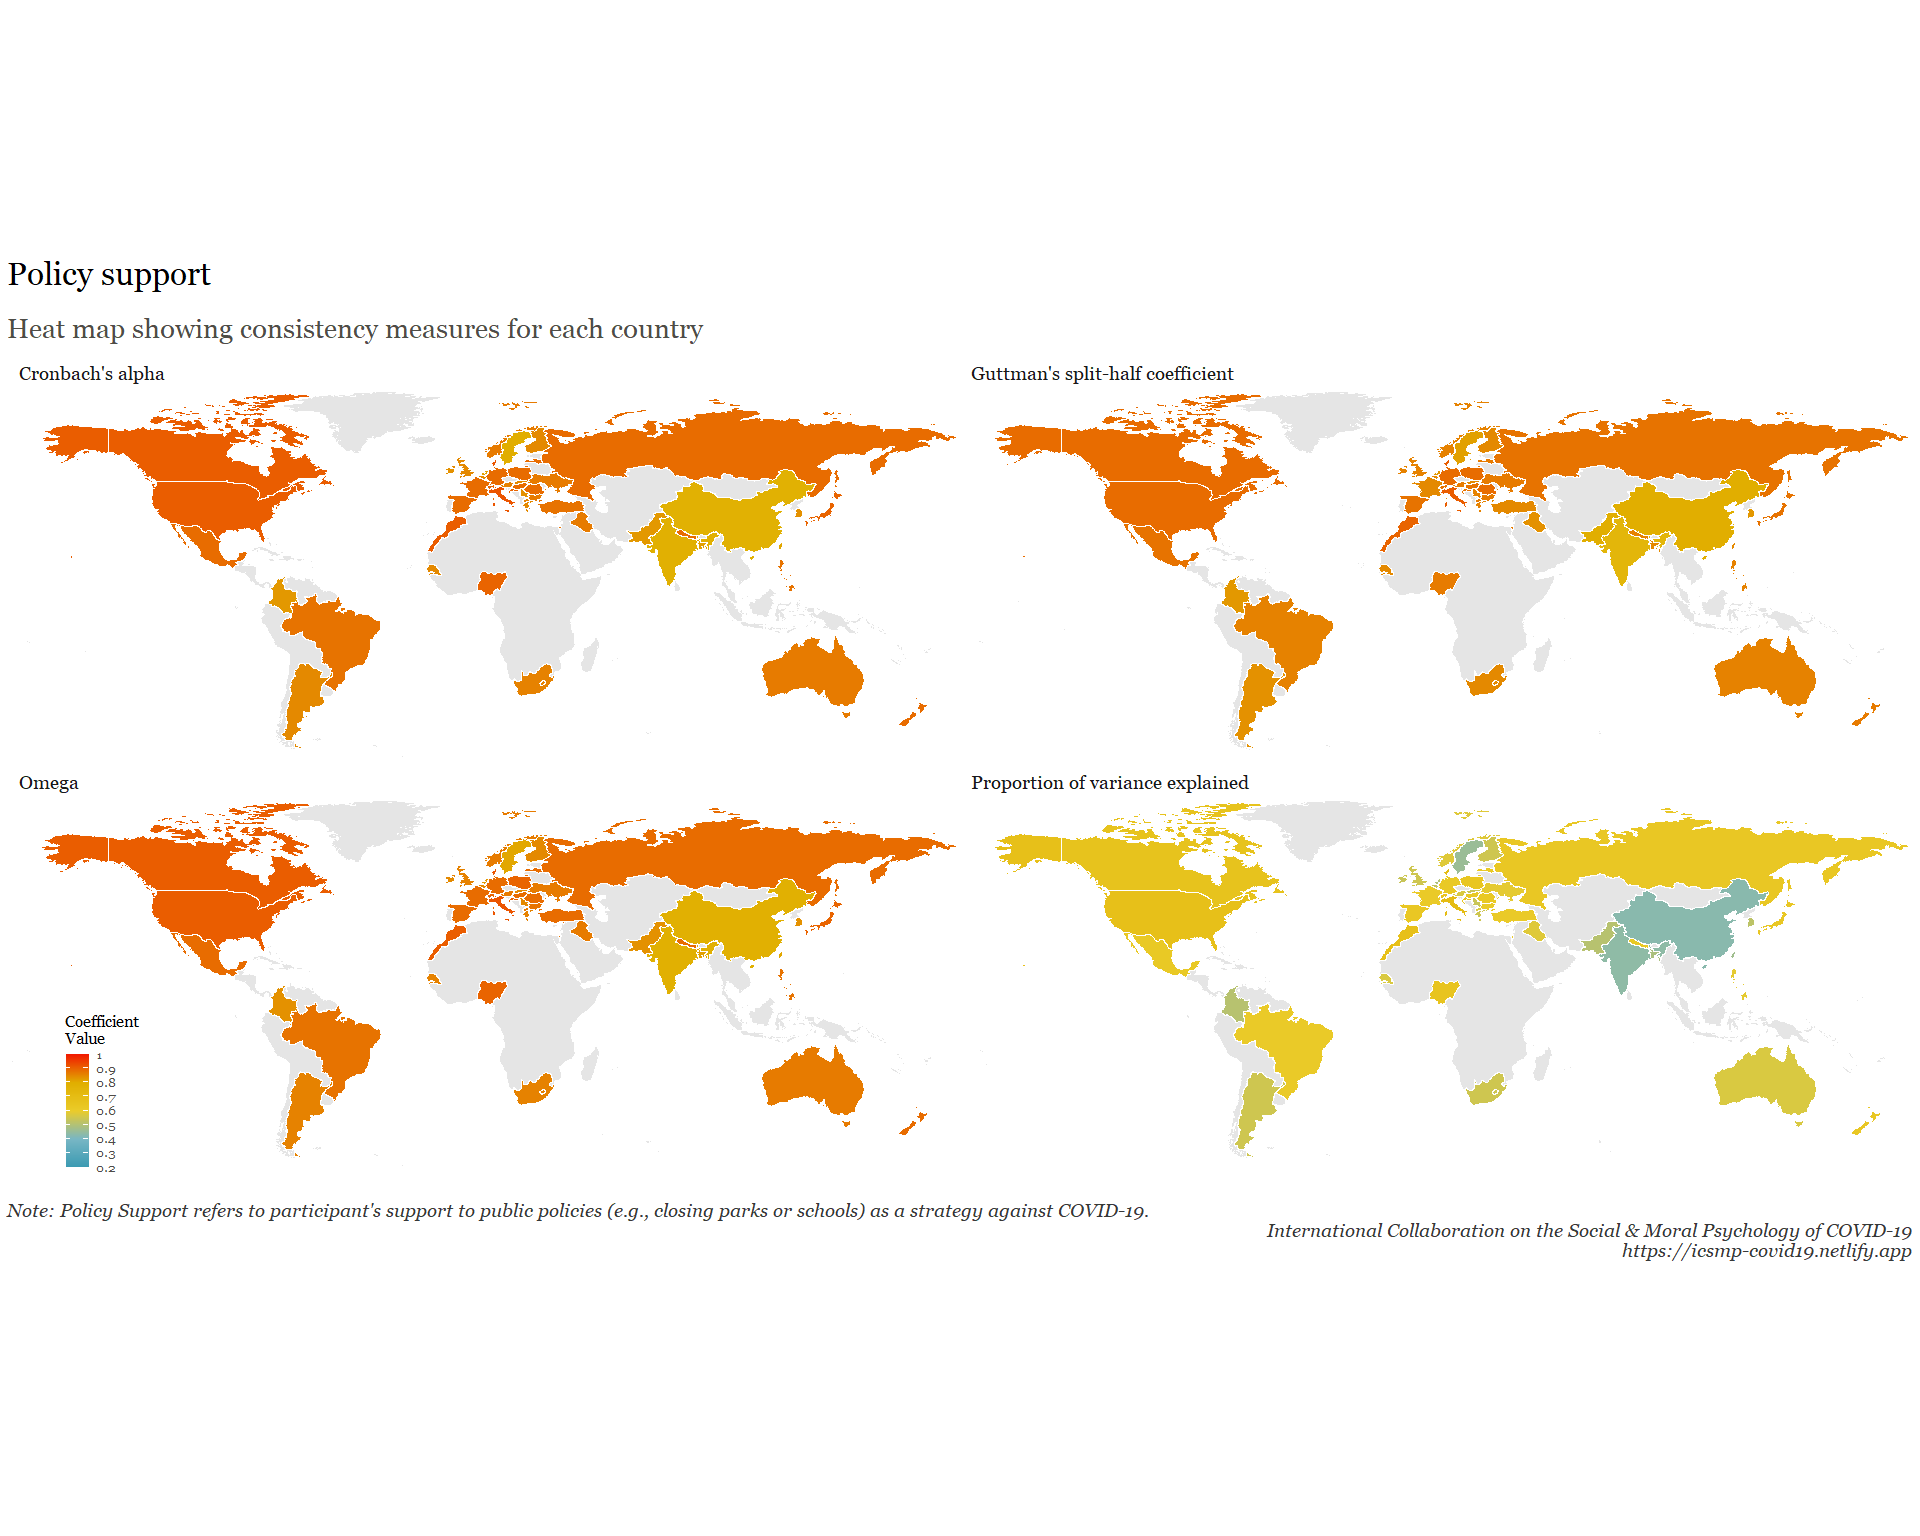 Policy support
Heat map showing consistency measures for each country
Cronbach's alpha
Guttman's split-half coefficient
Omega
Proportion of variance explained
Coefficient
Value
1
0.9
0.8
0.7
0.6
0.5
0.4
0.3
0.2
Note: Policy Support refers to participant's support to public policies (e.g., closing parks or schools) as a strategy against COVID-19.
International Collaboration on the Social & Moral Psychology of COVID-19
https://icsmp-covid19.netlify.app